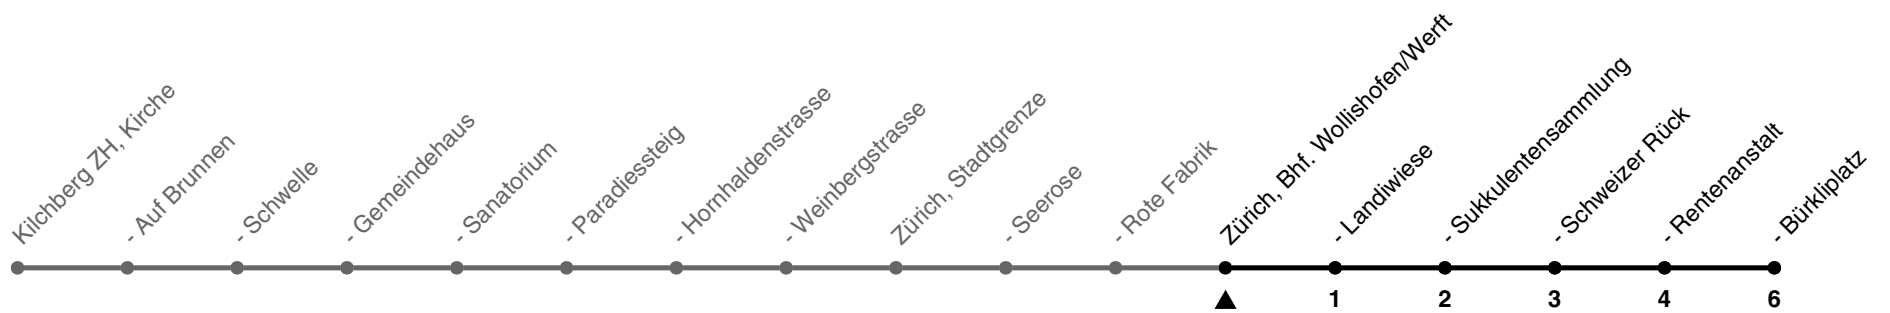 Kilchberg ZH, Kirche
- Auf Brunnen
- Schwelle
- Gemeindehaus
- Sanatorium
- Paradiessteig
- Hornhaldenstrasse
- Weinbergstrasse
Zürich, Stadtgrenze
- Seerose
- Rote Fabrik
Zürich, Bhf. Wollishofen/Werft
- Landiwiese
- Sukkulentensammlung
- Schweizer Rück
- Rentenanstalt
- Bürkliplatz
1 2 3 4 6